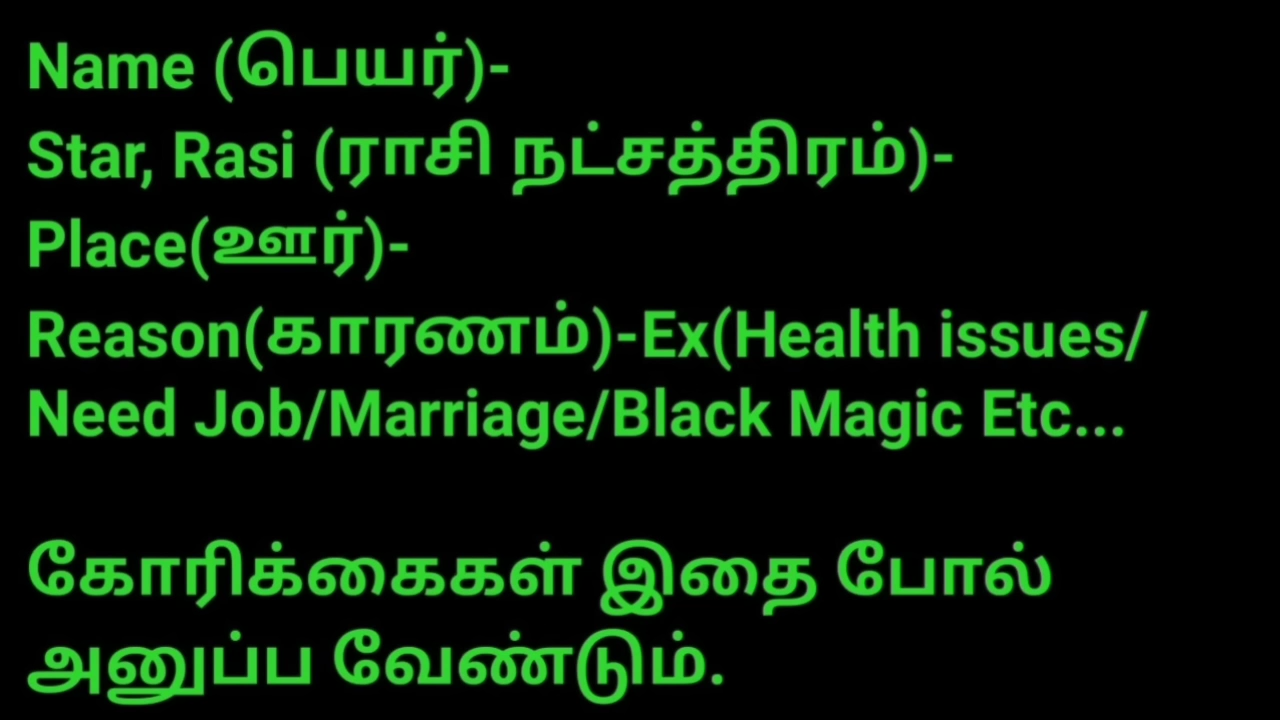 Name (பெயர்)-
Star, Rasi (ராசி நட்சத்திரம்)-
Place(ஊர்)-
Reason(காரணம்)-Ex(Health issues/
Need Job/Marriage/Black Magic Etc...
கோரிக்கைகள் இதை போல்
அனுப்ப வேண்டும்.